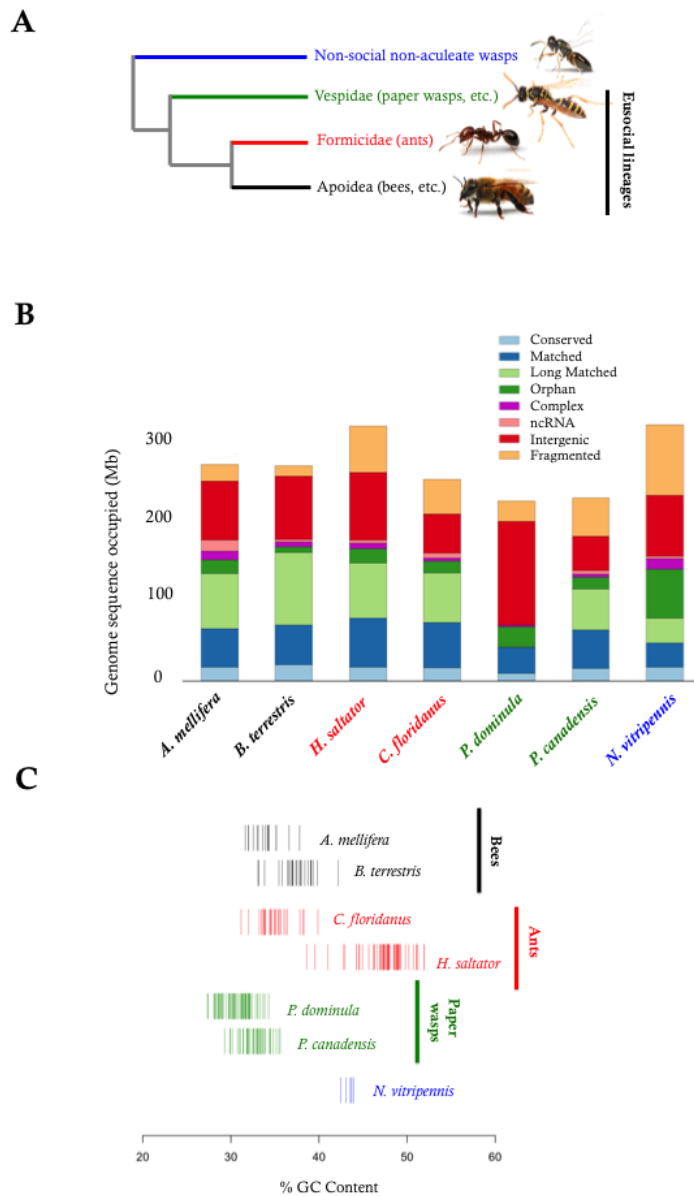 A
Non-social non-aculeate wasps
Vespidae (paper wasps, etc.)
Formicidae (ants)
Apoidea (bees, etc.)
Eusocial lineages
B
Conserved
Matched
Long Matched
Orphan
Complex
ncRNA
Intergenic
Fragmented
Genome sequence occupied (Mb)
300
200
100
0
A. mellifera
B. terrestris
H. saltator
C. floridanus
P. dominula
P. canadensis
N. vitripennis
C
A. mellifera
B. terrestris
Bees
C. floridanus
H. saltator
Ants
P. dominula
P. canadensis
Paper
wasps
N. vitripennis
20 30 40 50 60
% GC Content